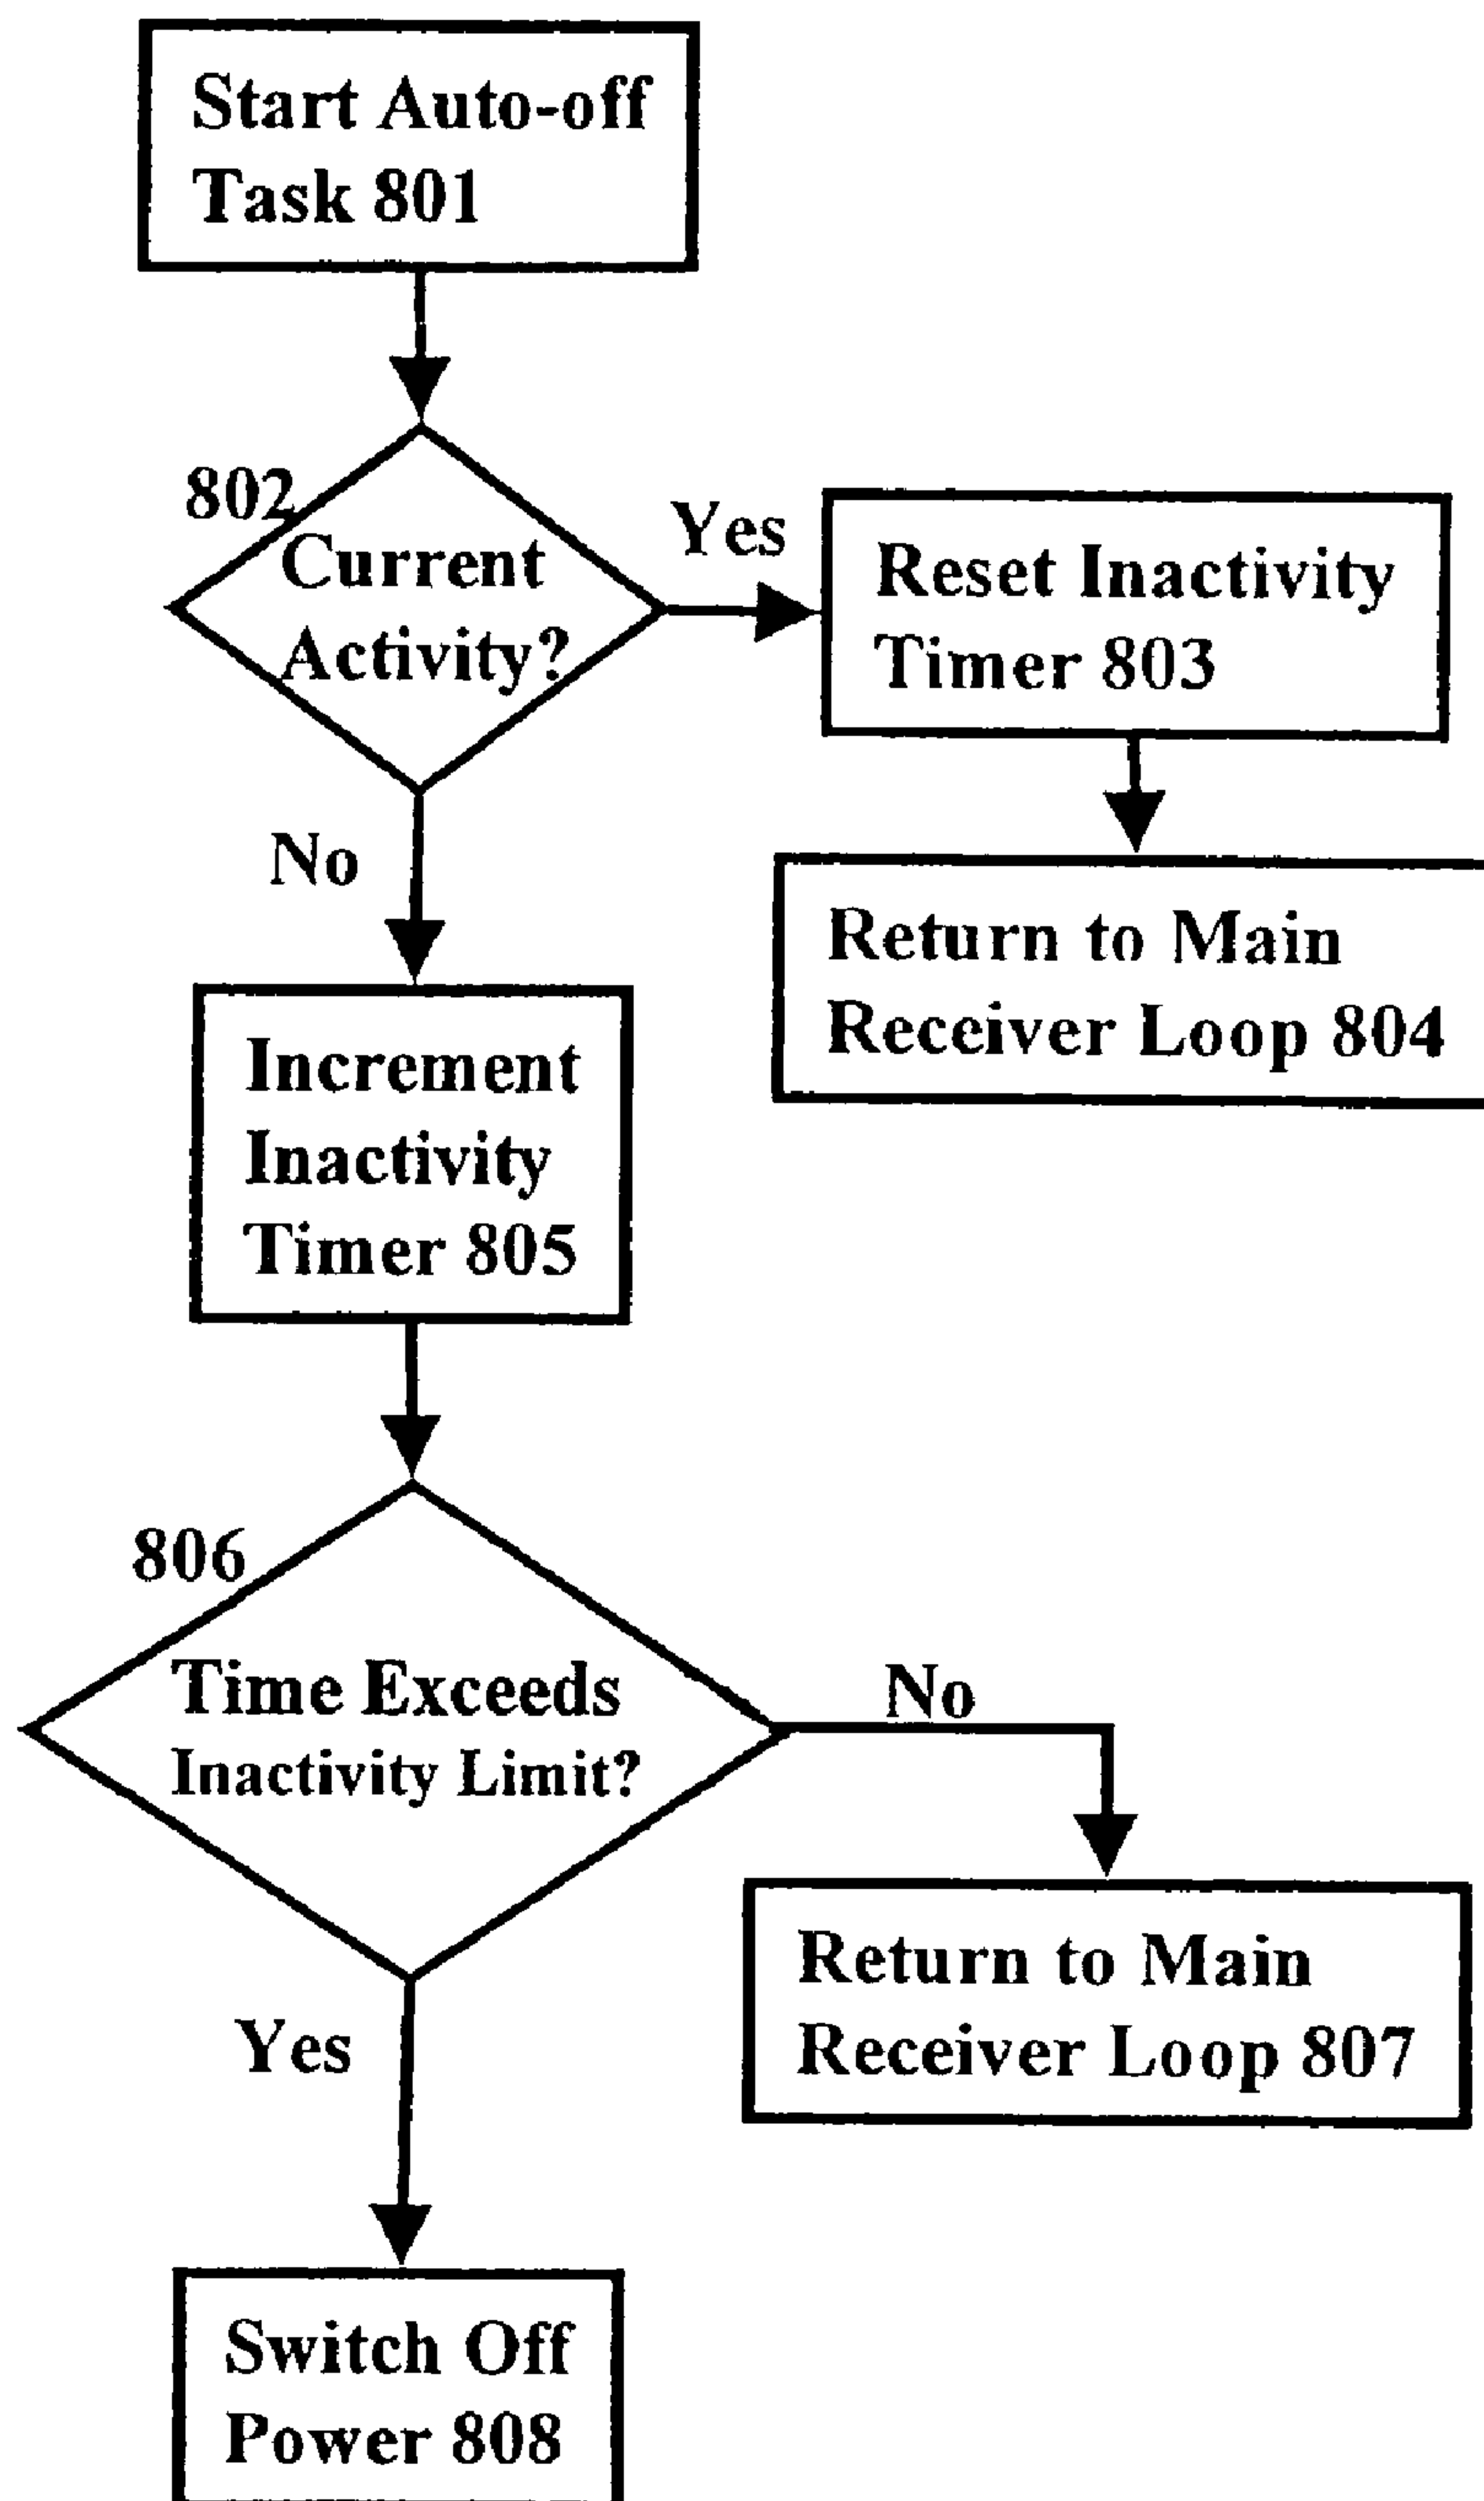 Start Auto-off
Task 801
802
Current
Activity?
Yes
Reset Inactivity
Timer 803
Return to Main
Receiver Loop 804
No
Increment
Inactivity
Timer 805
806
Time Exceeds
Inactivity Limit?
No
Return to Main
Receiver Loop 807
Yes
Switch Off
Power 808